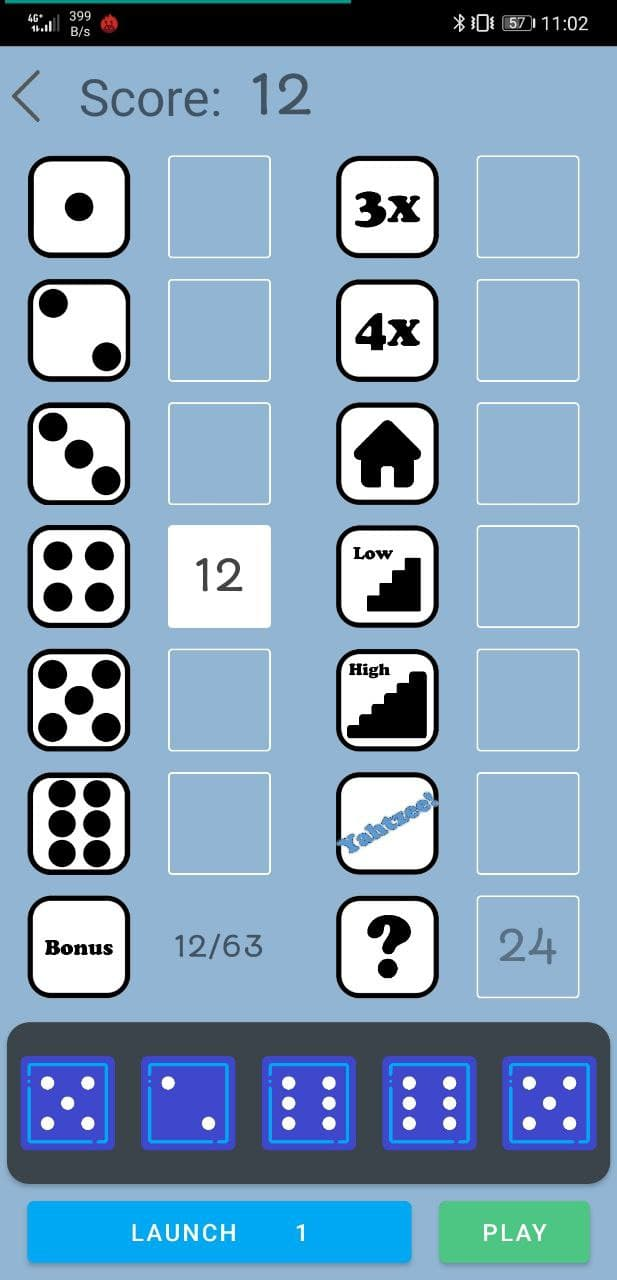 4G+ 399 B/s 57 11:02
Score: 12
3x
4x
12 Low
High
Yahtzee!
Bonus 12/63 ? 24
LAUNCH 1 PLAY